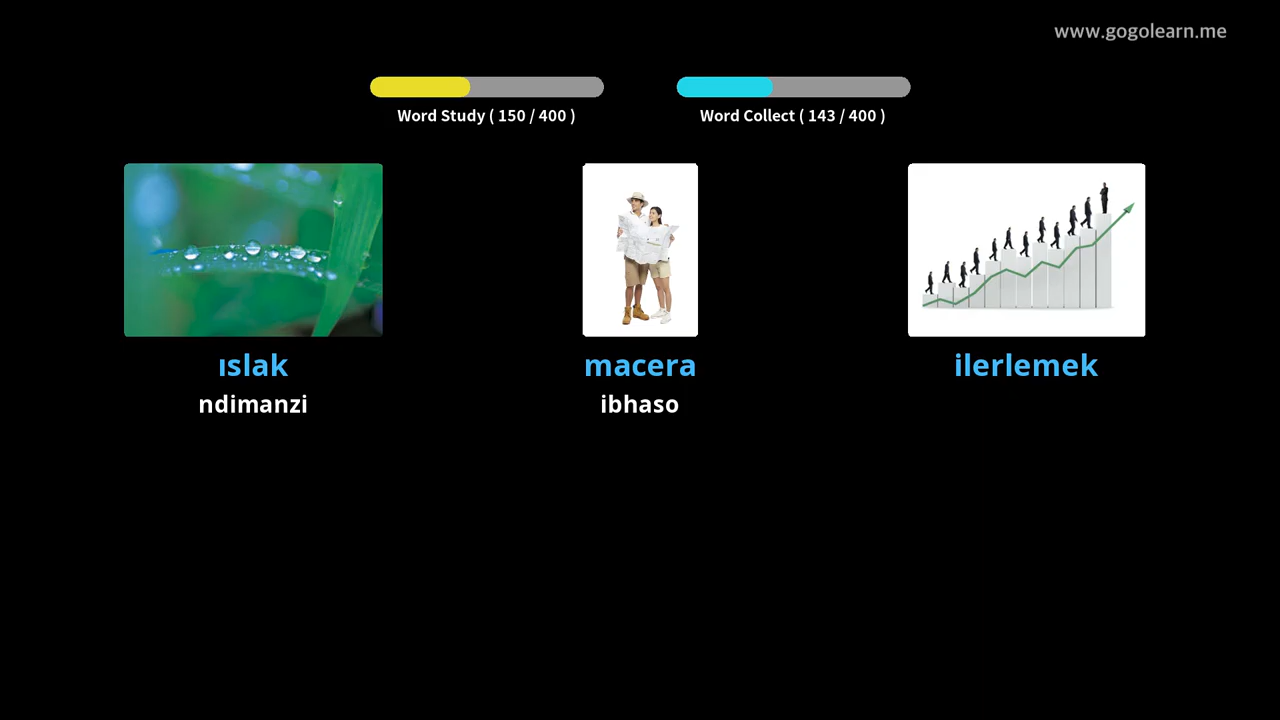 www.gogolearn.me
Word Study ( 150 / 400 )
Word Collect ( 143 / 400 )
ıslak
macera
ilerlemek
ndimanzi
ibhaso